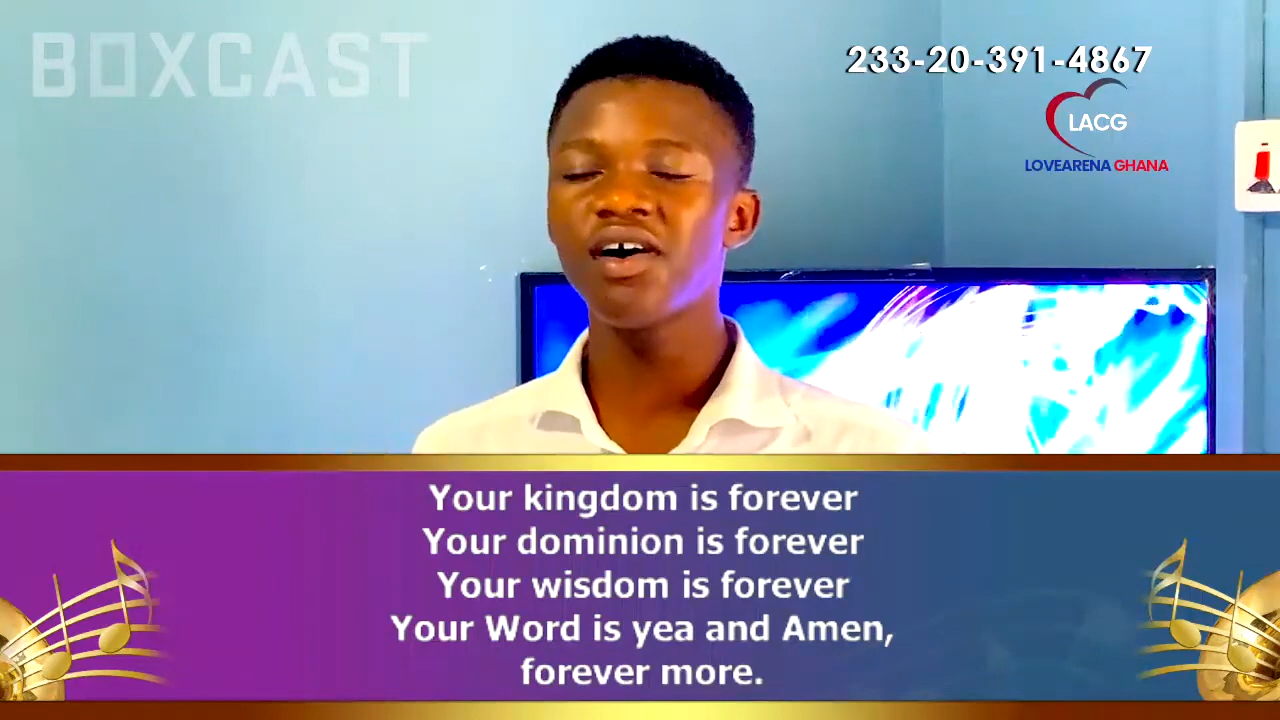 BOXCAST
233-20-391-4867
LACG
LOVEARENA GHANA
Your kingdom is forever
Your dominion is forever
Your wisdom is forever
Your Word is yea and Amen,
forever more.